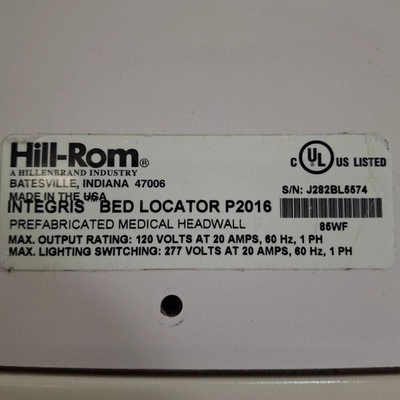 Hill-Rom®
A HILLENBRAND INDUSTRY
BATESVILLE, INDIANA 47006
MADE IN THE USA
C UL US LISTED
S/N: J282BL5574
INTEGRIS™ BED LOCATOR P2016
PREFABRICATED MEDICAL HEADWALL
85WF
MAX. OUTPUT RATING: 120 VOLTS AT 20 AMPS, 60 Hz, 1 PH
MAX. LIGHTING SWITCHING: 277 VOLTS AT 20 AMPS, 60 Hz, 1 PH